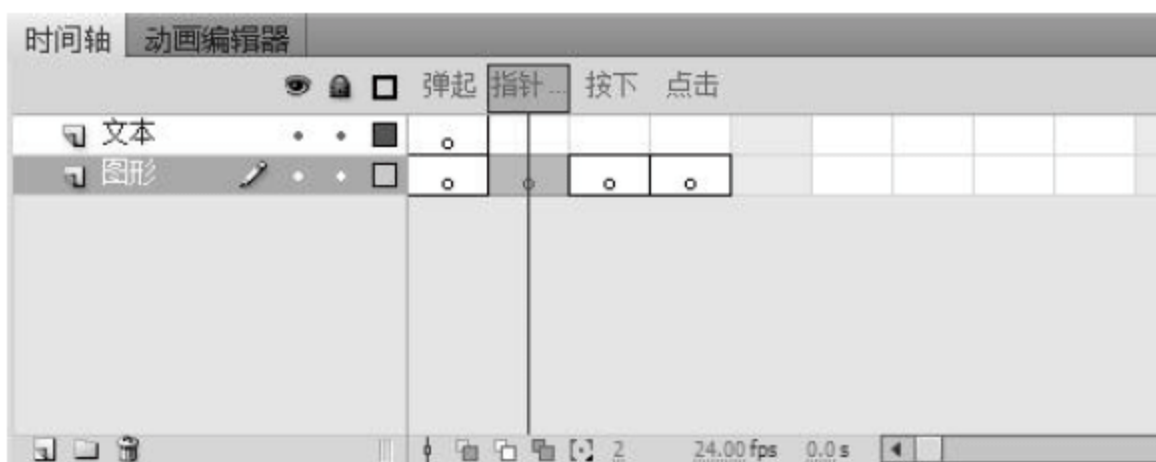 时间轴 动画编辑器
弹起 指针... 按下 点击
文本
图形
2 24.00 fps 0.0 s